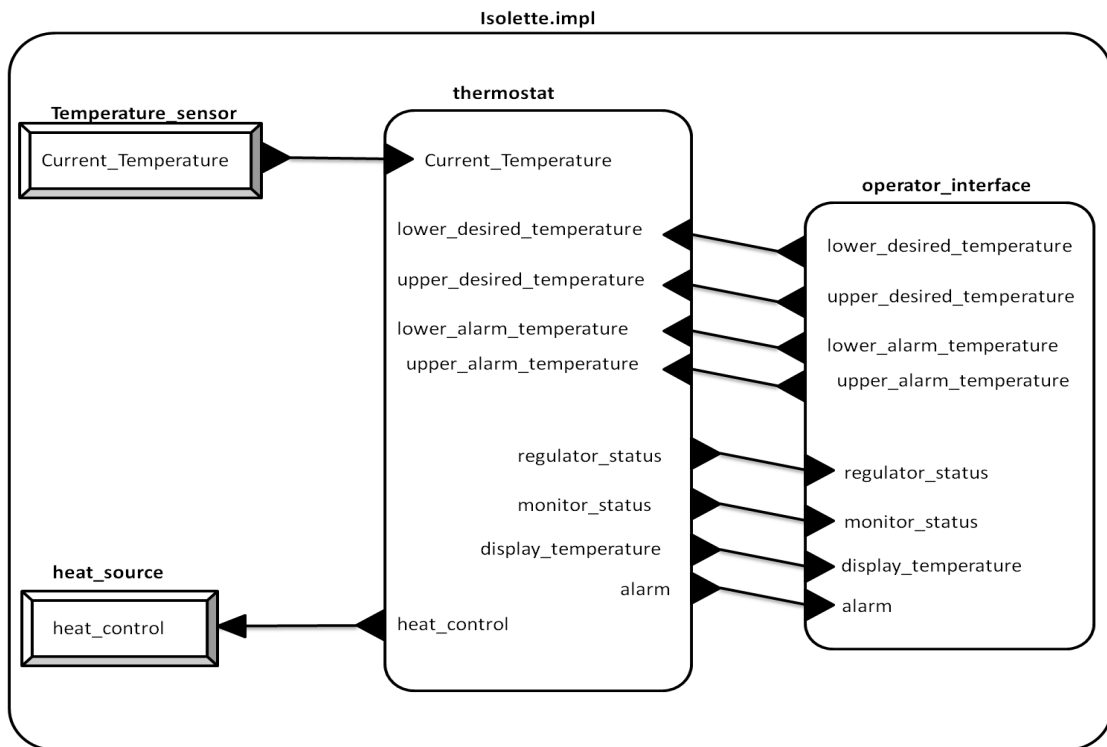 Isolette.impl
Temperature_sensor
Current_Temperature
thermostat
Current_Temperature
lower_desired_temperature
upper_desired_temperature
lower_alarm_temperature
upper_alarm_temperature
regulator_status
monitor_status
display_temperature
alarm
heat_control
operator_interface
lower_desired_temperature
upper_desired_temperature
lower_alarm_temperature
upper_alarm_temperature
regulator_status
monitor_status
display_temperature
alarm
heat_source
heat_control